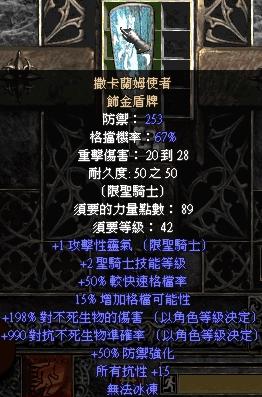 撒卡蘭姆使者
飾金盾牌
防禦： 253
格擋機率：67%
重擊傷害： 20 到 28
耐久度: 50 之 50
〔限聖騎士〕
須要的力量點數： 89
須要等級： 42
+1 攻擊性靈氣 〔限聖騎士〕
+2 聖騎士技能等級
+50% 較快速格檔率
15% 增加格檔可能性
+198% 對不死生物的傷害 〔以角色等級決定〕
+990 對抗不死生物準確率 〔以角色等級決定〕
+50% 防禦強化
所有抗性 +15
無法冰凍